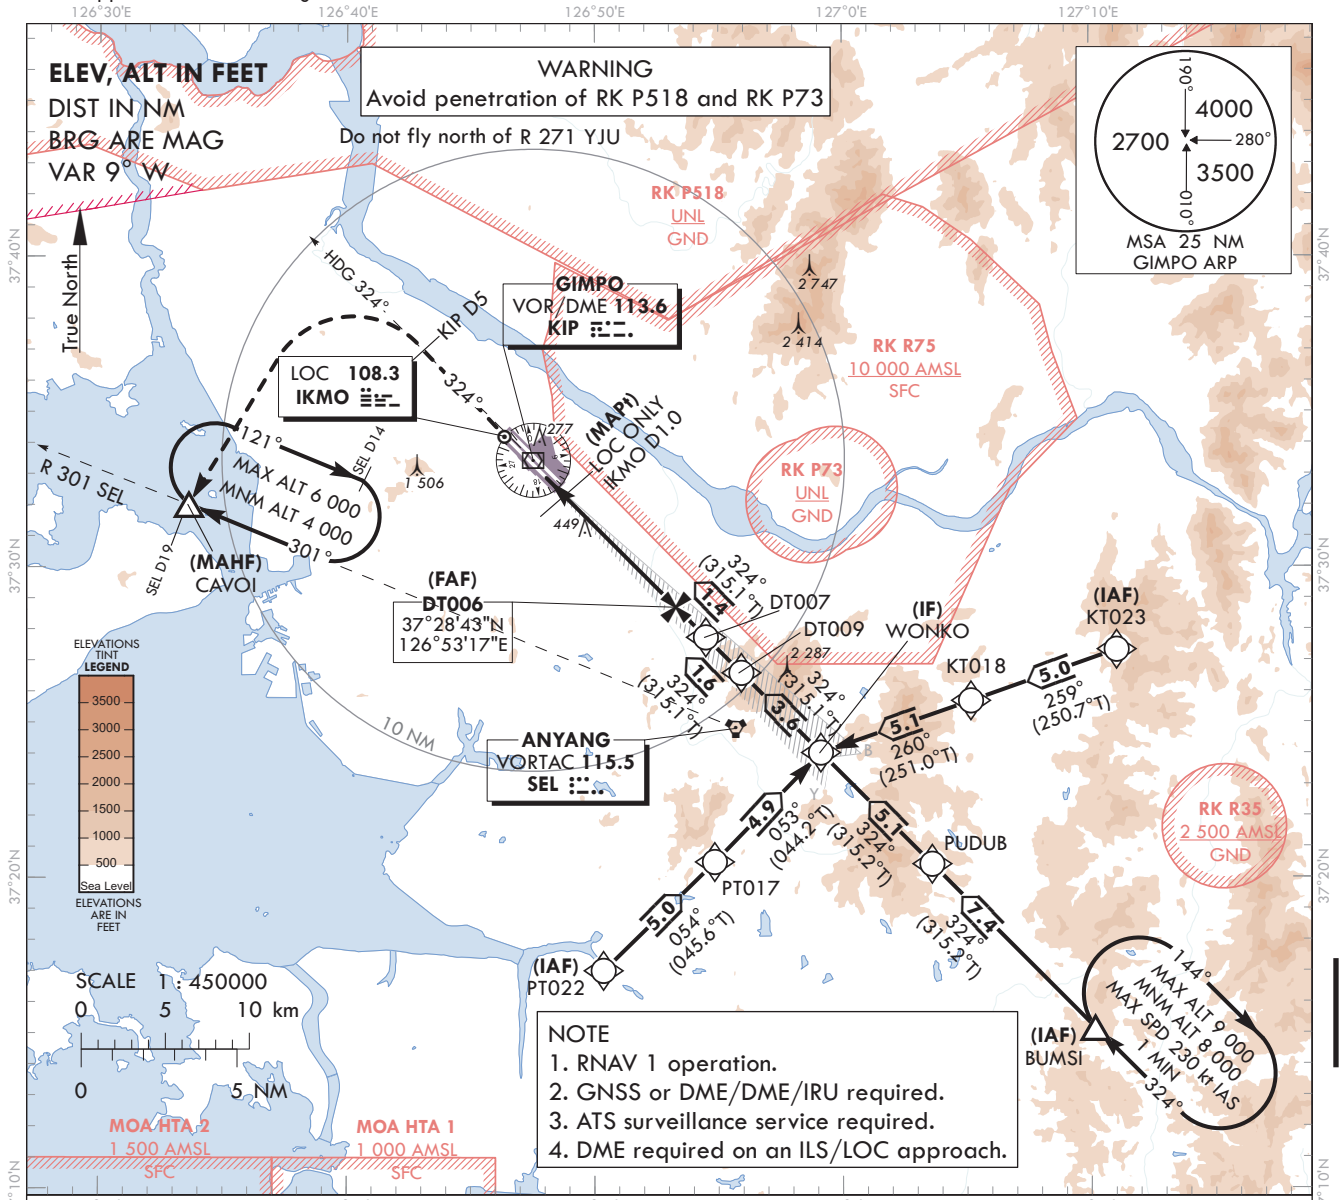 126°30'E
126°40'E
126°50'E
127°0'E
127°10'E
ELEV, ALT IN FEET
DIST IN NM
BRG ARE MAG
VAR 9° W
True North
WARNING
Avoid penetration of RK P518 and RK P73
Do not fly north of R 271 YJU
190°
4000
2700
280°
3500
010°
MSA 25 NM
GIMPO ARP
37°40'N
37°40'N
RK P518
UNL
GND
2 747
2 414
RK R75
10 000 AMSL
SFC
HDG 324°
KIP D5
GIMPO
VOR/DME 113.6
KIP
LOC 108.3
IKMO
324°
277
(MAPt)
LOC ONLY
IKMO D1.0
449
RK P73
UNL
GND
R 301 SEL
121°
MAX ALT 6 000
MNM ALT 4 000
301°
SEL D14
SEL D19
1 506
(MAHF)
CAVOI
37°30'N
37°30'N
(FAF)
DT006
37°28'43"N
126°53'17"E
1.4
324°
(315.1°T)
DT007
DT009
1.6
324°
(315.1°T)
2 287
3.6
324°
(315.1°T)
(IF)
WONKO
KT018
(IAF)
KT023
5.0
259°
(250.7°T)
5.1
260°
(251.0°T)
B
Y
10 NM
ANYANG
VORTAC 115.5
SEL
ELEVATIONS
TINT
LEGEND
3500
3000
2500
2000
1500
1000
500
Sea Level
ELEVATIONS
ARE IN
FEET
4.9
053°
(044.2°T)
5.1
324°
(315.2°T)
PUDUB
PT017
5.0
054°
(045.6°T)
(IAF)
PT022
7.4
324°
(315.2°T)
RK R35
2 500 AMSL
GND
37°20'N
37°20'N
SCALE 1 : 450000
0 5 10 km
0 5 NM
(IAF)
BUMSI
144°
MAX ALT 9 000
MNM ALT 8 000
MAX SPD 230 kt IAS
1 MIN
324°
NOTE
1. RNAV 1 operation.
2. GNSS or DME/DME/IRU required.
3. ATS surveillance service required.
4. DME required on an ILS/LOC approach.
MOA HTA 2
1 500 AMSL
SFC
MOA HTA 1
1 000 AMSL
SFC
37°10'N
37°10'N